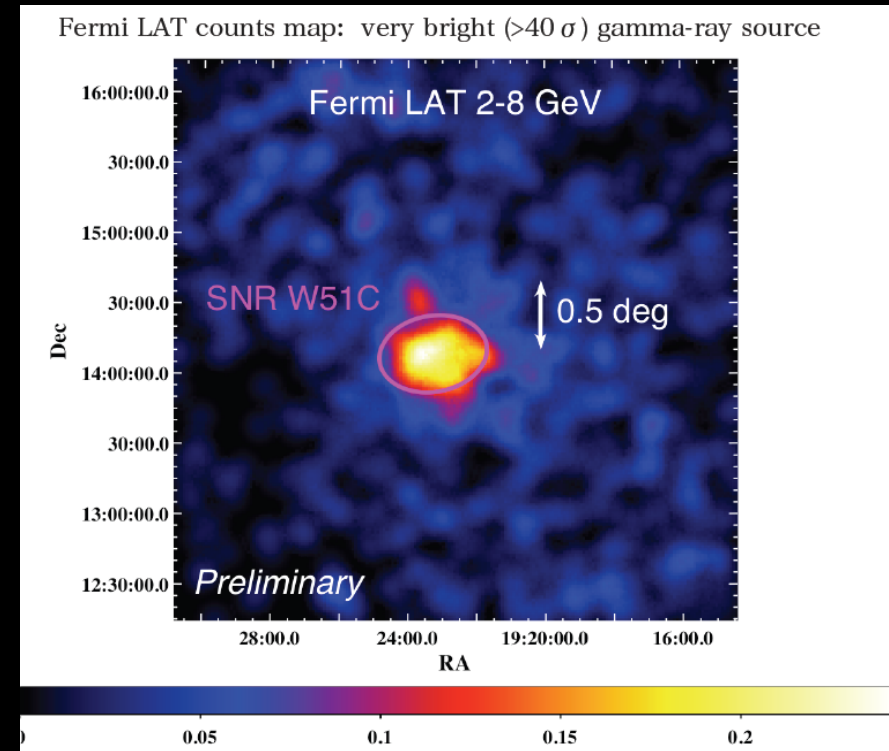 Fermi LAT counts map: very bright (>40 σ) gamma-ray source
Fermi LAT 2-8 GeV
16:00:00.0
30:00.0
15:00:00.0
SNR W51C
30:00.0
0.5 deg
Dec
14:00:00.0
30:00.0
13:00:00.0
12:30:00.0
Preliminary
28:00.0 24:00.0 19:20:00.0 16:00.0
RA
0.05 0.1 0.15 0.2